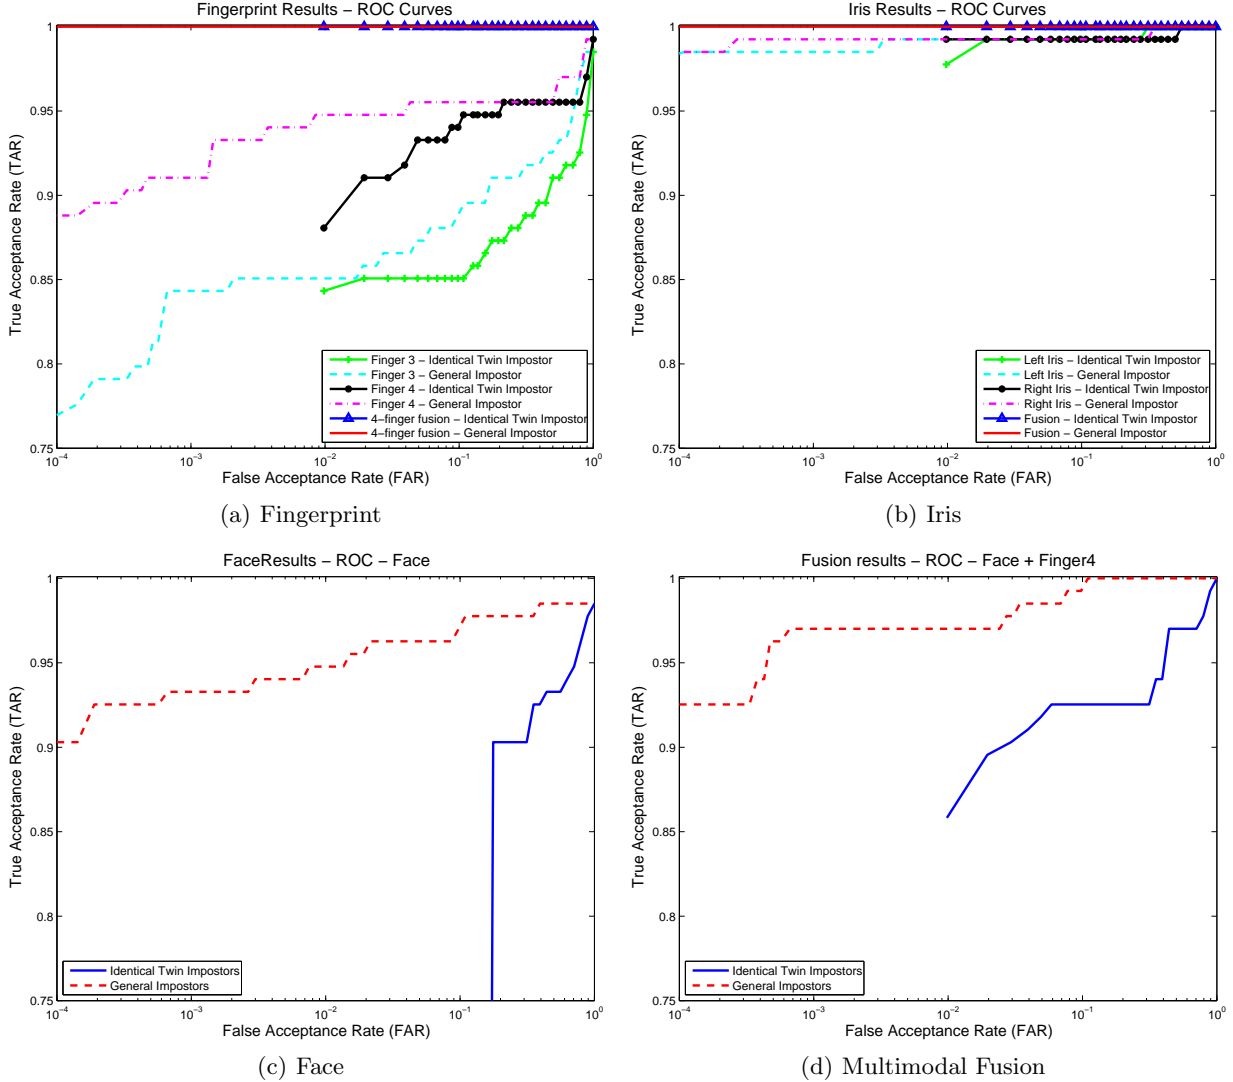 Fingerprint Results – ROC Curves
True Acceptance Rate (TAR)
1
0.95
0.9
0.85
0.8
0.75
Finger 3 – Identical Twin Impostor
Finger 3 – General Impostor
Finger 4 – Identical Twin Impostor
Finger 4 – General Impostor
4–finger fusion – Identical Twin Impostor
4–finger fusion – General Impostor
10⁻⁴ 10⁻³ 10⁻² 10⁻¹ 10⁰
False Acceptance Rate (FAR)
(a) Fingerprint
Iris Results – ROC Curves
True Acceptance Rate (TAR)
1
0.95
0.9
0.85
0.8
0.75
Left Iris – Identical Twin Impostor
Left Iris – General Impostor
Right Iris – Identical Twin Impostor
Right Iris – General Impostor
Fusion – Identical Twin Impostor
Fusion – General Impostor
10⁻⁴ 10⁻³ 10⁻² 10⁻¹ 10⁰
False Acceptance Rate (FAR)
(b) Iris
FaceResults – ROC – Face
True Acceptance Rate (TAR)
1
0.95
0.9
0.85
0.8
0.75
Identical Twin Impostors
General Impostors
10⁻⁴ 10⁻³ 10⁻² 10⁻¹ 10⁰
False Acceptance Rate (FAR)
(c) Face
Fusion results – ROC – Face + Finger4
True Acceptance Rate (TAR)
1
0.95
0.9
0.85
0.8
0.75
Identical Twin Impostors
General Impostors
10⁻⁴ 10⁻³ 10⁻² 10⁻¹ 10⁰
False Acceptance Rate (FAR)
(d) Multimodal Fusion